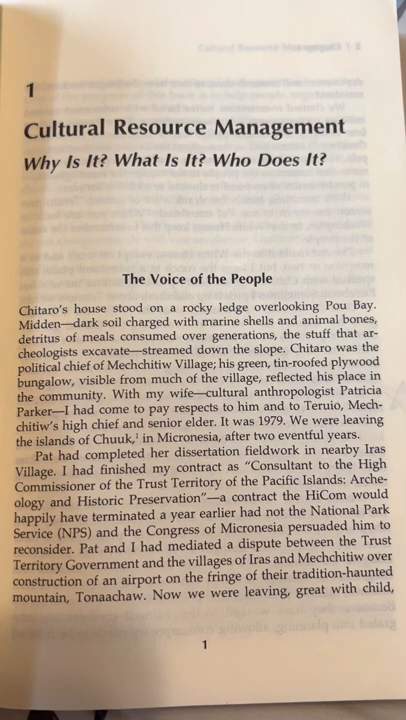 1
Cultural Resource Management
Why Is It? What Is It? Who Does It?
The Voice of the People
Chitaro's house stood on a rocky ledge overlooking Pou Bay.
Midden—dark soil charged with marine shells and animal bones,
detritus of meals consumed over generations, the stuff that ar-
cheologists excavate—streamed down the slope. Chitaro was the
political chief of Mechchitiw Village; his green, tin-roofed plywood
bungalow, visible from much of the village, reflected his place in
the community. With my wife—cultural anthropologist Patricia
Parker—I had come to pay respects to him and to Teruio, Mech-
chitiw's high chief and senior elder. It was 1979. We were leaving
the islands of Chuuk,¹ in Micronesia, after two eventful years.
Pat had completed her dissertation fieldwork in nearby Iras
Village. I had finished my contract as "Consultant to the High
Commissioner of the Trust Territory of the Pacific Islands: Arche-
ology and Historic Preservation"—a contract the HiCom would
happily have terminated a year earlier had not the National Park
Service (NPS) and the Congress of Micronesia persuaded him to
reconsider. Pat and I had mediated a dispute between the Trust
Territory Government and the villages of Iras and Mechchitiw over
construction of an airport on the fringe of their tradition-haunted
mountain, Tonaachaw. Now we were leaving, great with child,
1